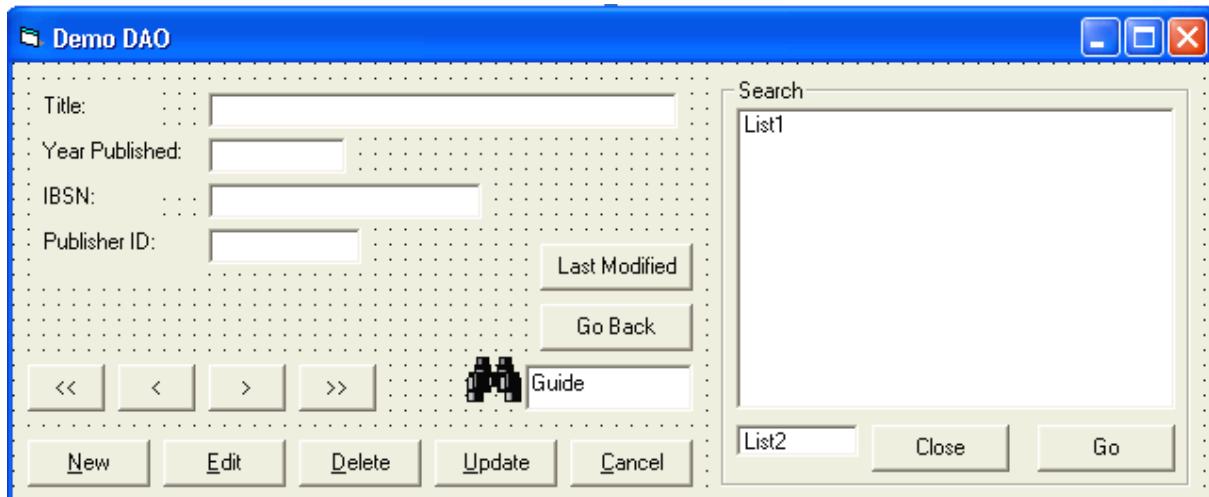 Demo DAO
Title:
Year Published:
IBSN:
Publisher ID:
Last Modified
Go Back
<< < > >>
Guide
New Edit Delete Update Cancel
Search
List1
List2 Close Go